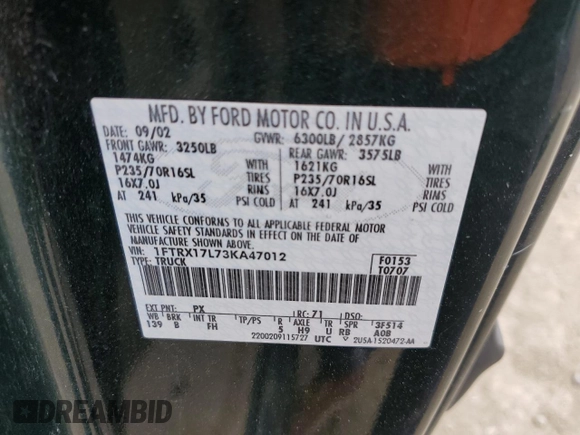 MFD. BY FORD MOTOR CO. IN U.S.A.
DATE: 09/02 GVWR: 6300LB/ 2857KG
FRONT GAWR: 3250LB REAR GAWR: 3575LB
1474KG WITH 1621KG WITH
P235/70R16SL TIRES P235/70R16SL TIRES
16X7.0J RIMS 16X7.0J RIMS
AT 241 kPa/35 PSI COLD AT 241 kPa/35 PSI COLD
THIS VEHICLE CONFORMS TO ALL APPLICABLE FEDERAL MOTOR
VEHICLE SAFETY STANDARDS IN EFFECT ON THE DATE OF
MANUFACTURE SHOWN ABOVE.
VIN: 1FTRX17L73KA47012 F0153
TYPE: TRUCK T0707
EXT PNT: PX RC: 71 DSO:
WB BRK INT TR TP/PS R AXLE TR SPR 3F514
139 B FH 5 H9 U RB A0B
2200209115727 UTC 2U5A-1520472-AA
DREAMBID